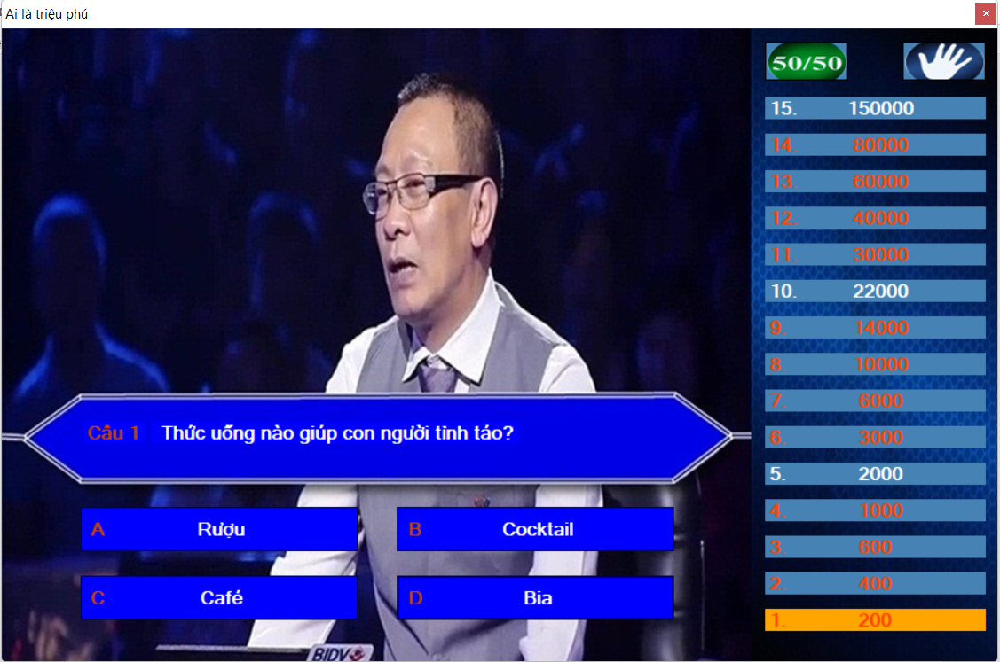 Ai là triệu phú
50/50
15. 150000
14. 80000
13. 60000
12. 40000
11. 30000
10. 22000
9. 14000
8. 10000
7. 6000
6. 3000
5. 2000
4. 1000
3. 600
2. 400
1. 200
Câu 1 Thức uống nào giúp con người tỉnh táo?
A Rượu
B Cocktail
C Café
D Bia
BIDV